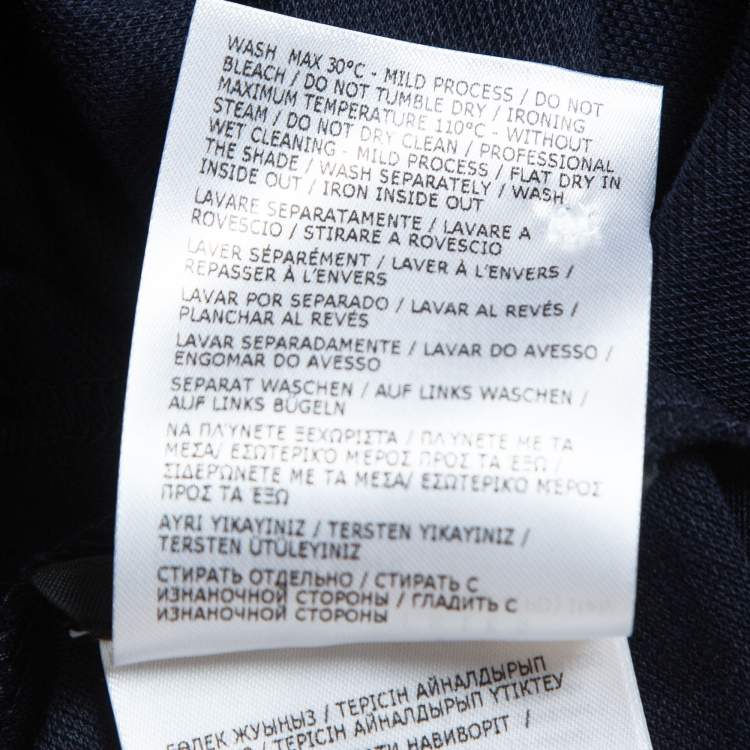 WASH MAX 30°C - MILD PROCESS / DO NOT
BLEACH / DO NOT TUMBLE DRY / IRONING
MAXIMUM TEMPERATURE 110°C - WITHOUT
STEAM / DO NOT DRY CLEAN / PROFESSIONAL
WET CLEANING - MILD PROCESS / FLAT DRY IN
THE SHADE / WASH SEPARATELY / WASH
INSIDE OUT / IRON INSIDE OUT
LAVARE SEPARATAMENTE / LAVARE A
ROVESCIO / STIRARE A ROVESCIO
LAVER SÉPARÉMENT / LAVER À L'ENVERS /
REPASSER À L'ENVERS
LAVAR POR SEPARADO / LAVAR AL REVÉS /
PLANCHAR AL REVÉS
LAVAR SEPARADAMENTE / LAVAR DO AVESSO /
ENGOMAR DO AVESSO
SEPARAT WASCHEN / AUF LINKS WASCHEN /
AUF LINKS BÜGELN
ΝΑ ΠΛΥΝΕΤΕ ΞΕΧΩΡΙΣΤΑ / ΠΛΥΝΕΤΕ ΜΕ ΤΑ
ΜΕΣΑ/ ΕΣΩΤΕΡΙΚΌ ΜΕΡΟΣ ΠΡΟΣ ΤΑ ΕΞΩ /
ΣΙΔΕΡΩΝΕΤΕ ΜΕ ΤΑ ΜΕΣΑ/ ΕΣΩΤΕΡΙΚΌ ΜΈΡΟΣ
ΠΡΟΣ ΤΑ ΕΞΩ
AYRI YIKAYINIZ / TERSTEN YIKAYINIZ /
TERSTEN ÜTÜLEYINIZ
СТИРАТЬ ОТДЕЛЬНО / СТИРАТЬ С
ИЗНАНОЧНОЙ СТОРОНЫ / ГЛАДИТЬ С
ИЗНАНОЧНОЙ СТОРОНЫ
БӨЛЕК ЖУЫҢЫЗ / ТЕРІСІН АЙНАЛДЫРЫП
ТЕРІСІН АЙНАЛДЫРЫП ҮТІКТЕУ
НАВИВОРІТ /